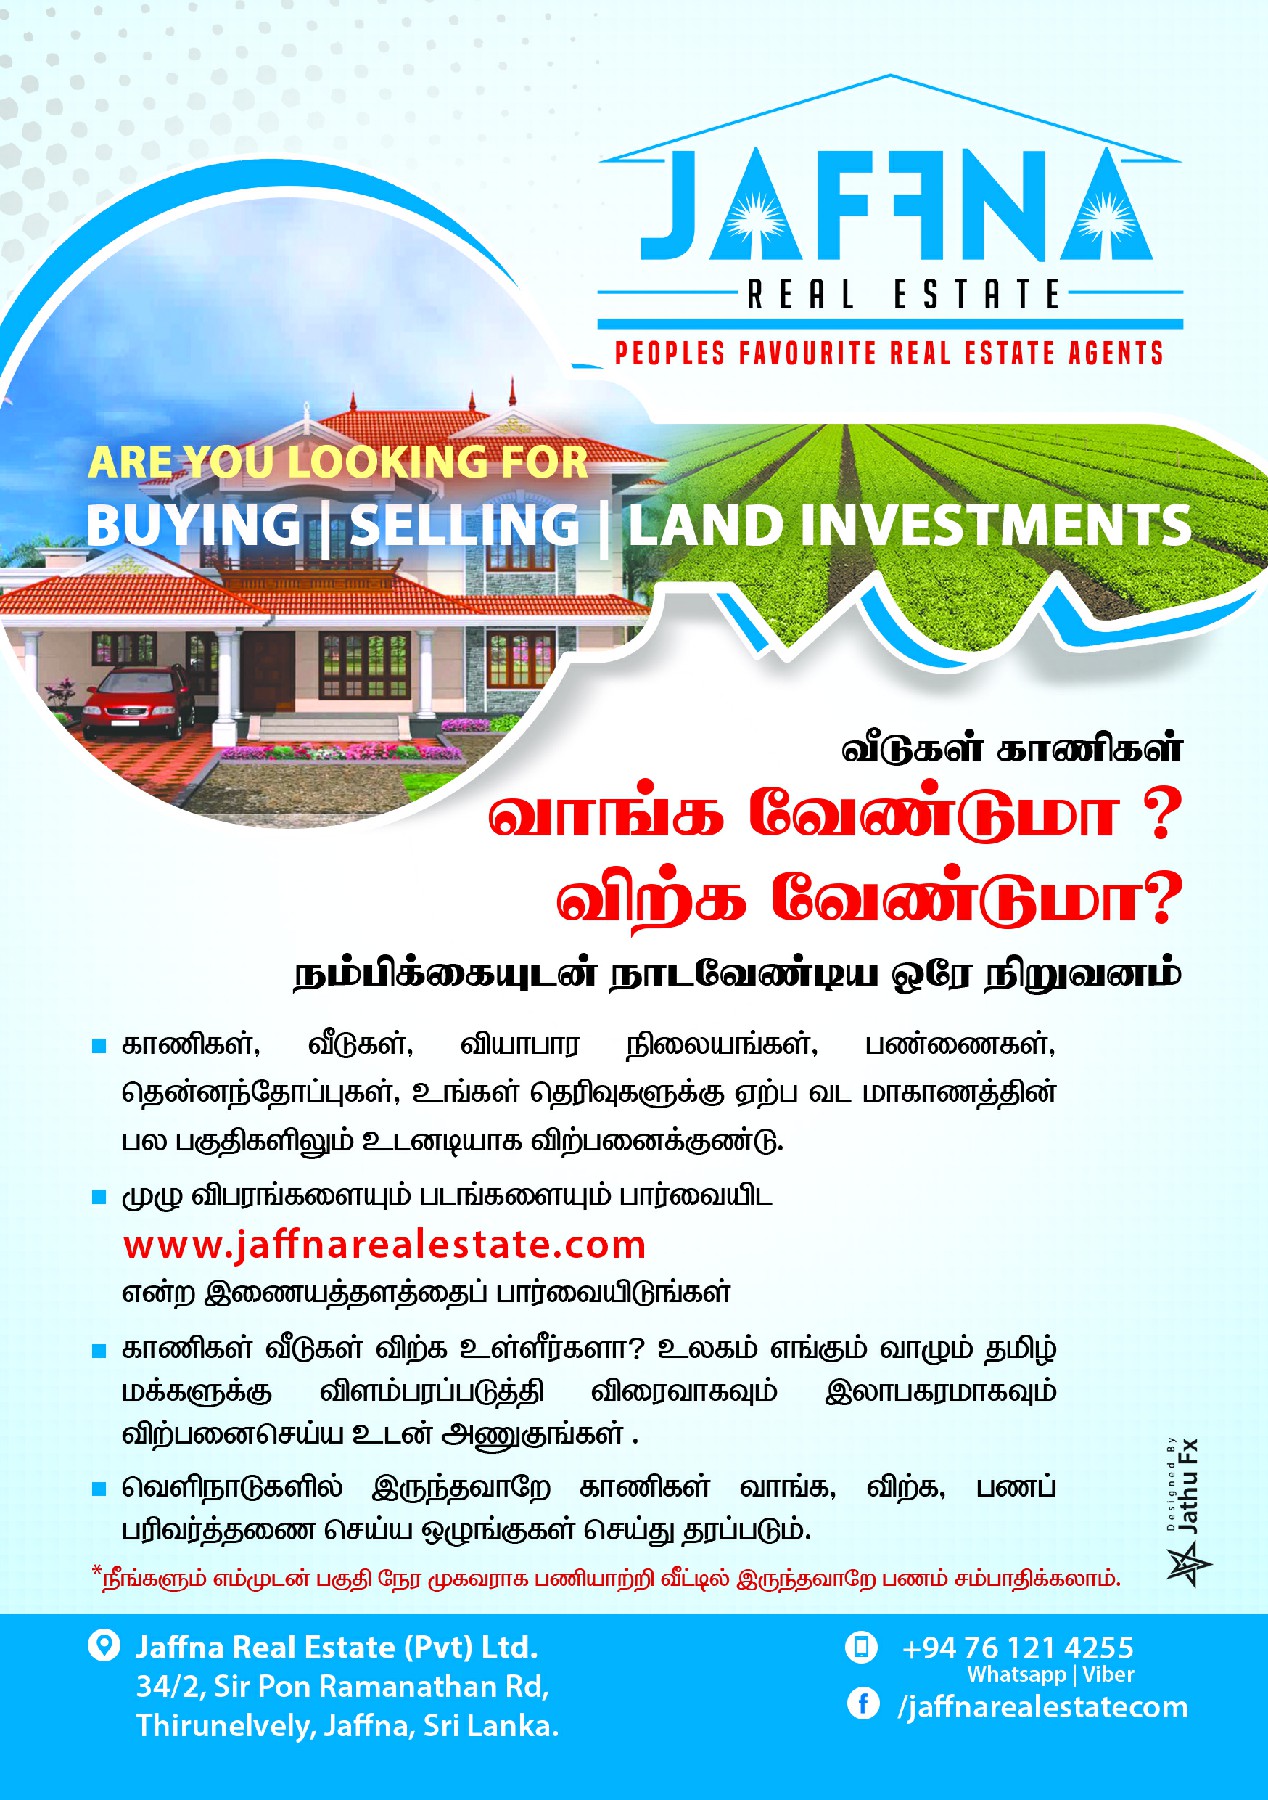 JAFFNA
REAL ESTATE
PEOPLES FAVOURITE REAL ESTATE AGENTS
ARE YOU LOOKING FOR
BUYING | SELLING | LAND INVESTMENTS
வீடுகள் காணிகள்
வாங்க வேண்டுமா ?
விற்க வேண்டுமா?
நம்பிக்கையுடன் நாடவேண்டிய ஒரே நிறுவனம்
காணிகள், வீடுகள், வியாபார நிலையங்கள், பண்ணைகள்,
தென்னந்தோப்புகள், உங்கள் தெரிவுகளுக்கு ஏற்ப வட மாகாணத்தின்
பல பகுதிகளிலும் உடனடியாக விற்பனைக்குண்டு.
முழு விபரங்களையும் படங்களையும் பார்வையிட
www.jaffnarealestate.com
என்ற இணையத்தளத்தைப் பார்வையிடுங்கள்
காணிகள் வீடுகள் விற்க உள்ளீர்களா? உலகம் எங்கும் வாழும் தமிழ்
மக்களுக்கு விளம்பரப்படுத்தி விரைவாகவும் இலாபகரமாகவும்
விற்பனைசெய்ய உடன் அணுகுங்கள் .
வெளிநாடுகளில் இருந்தவாறே காணிகள் வாங்க, விற்க, பணப்
பரிவர்த்தணை செய்ய ஒழுங்குகள் செய்து தரப்படும்.
*நீங்களும் எம்முடன் பகுதி நேர முகவராக பணியாற்றி வீட்டில் இருந்தவாறே பணம் சம்பாதிக்கலாம்.
Designed By
Jathu Fx
Jaffna Real Estate (Pvt) Ltd.
34/2, Sir Pon Ramanathan Rd,
Thirunelvely, Jaffna, Sri Lanka.
+94 76 121 4255
Whatsapp | Viber
/jaffnarealestatecom